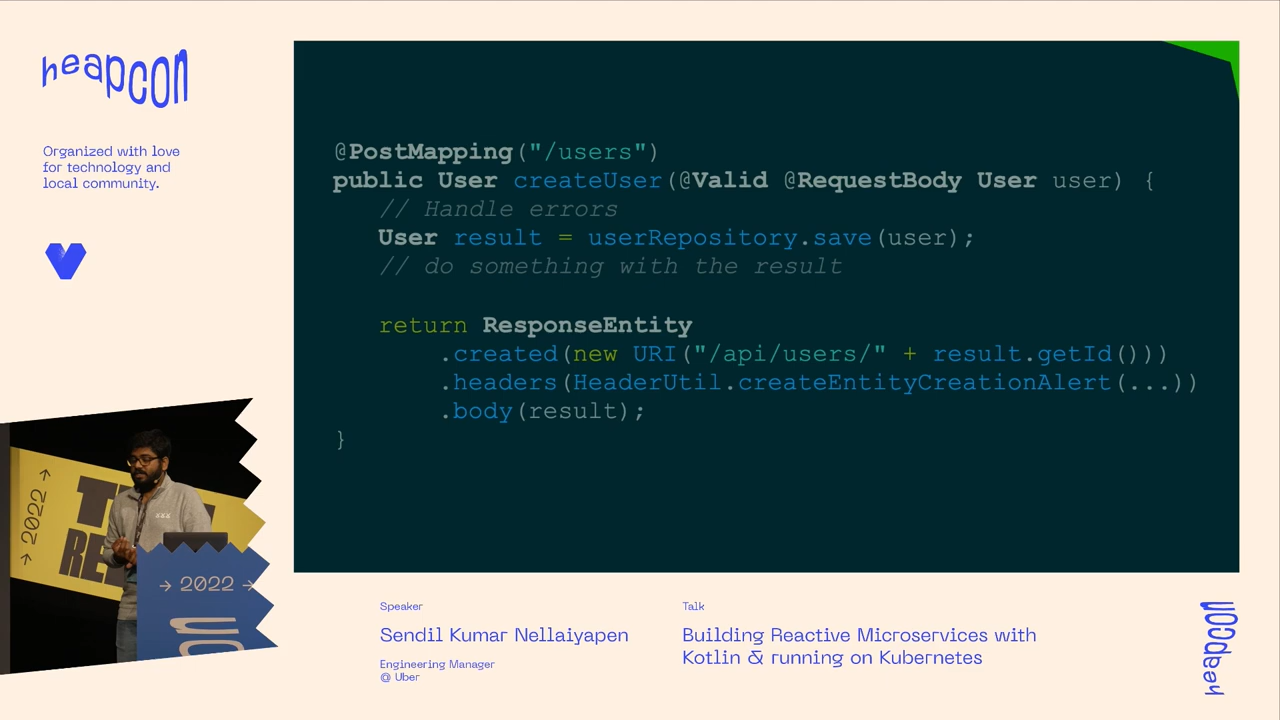 heapcon
Organized with love
for technology and
local community.
@PostMapping("/users")
public User createUser(@Valid @RequestBody User user) {
// Handle errors
User result = userRepository.save(user);
// do something with the result
return ResponseEntity
.created(new URI("/api/users/" + result.getId()))
.headers(HeaderUtil.createEntityCreationAlert(...))
.body(result);
}
→ 2022 →
→ 2022 →
Speaker
Sendil Kumar Nellaiyapen
Engineering Manager
@ Uber
Talk
Building Reactive Microservices with
Kotlin & running on Kubernetes
heapcon